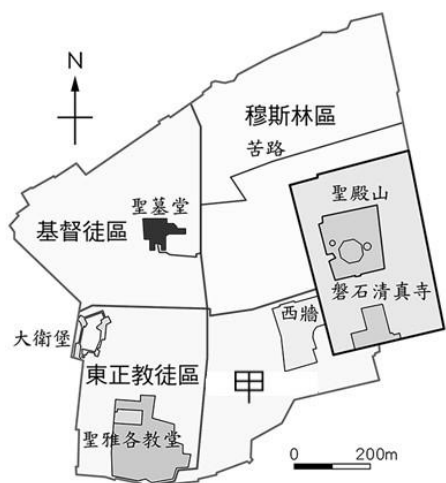 N
穆斯林區
苦路
聖墓堂
基督徒區
聖殿山
磐石清真寺
西牆
大衛堡
東正教徒區
甲
聖雅各教堂
0 200m